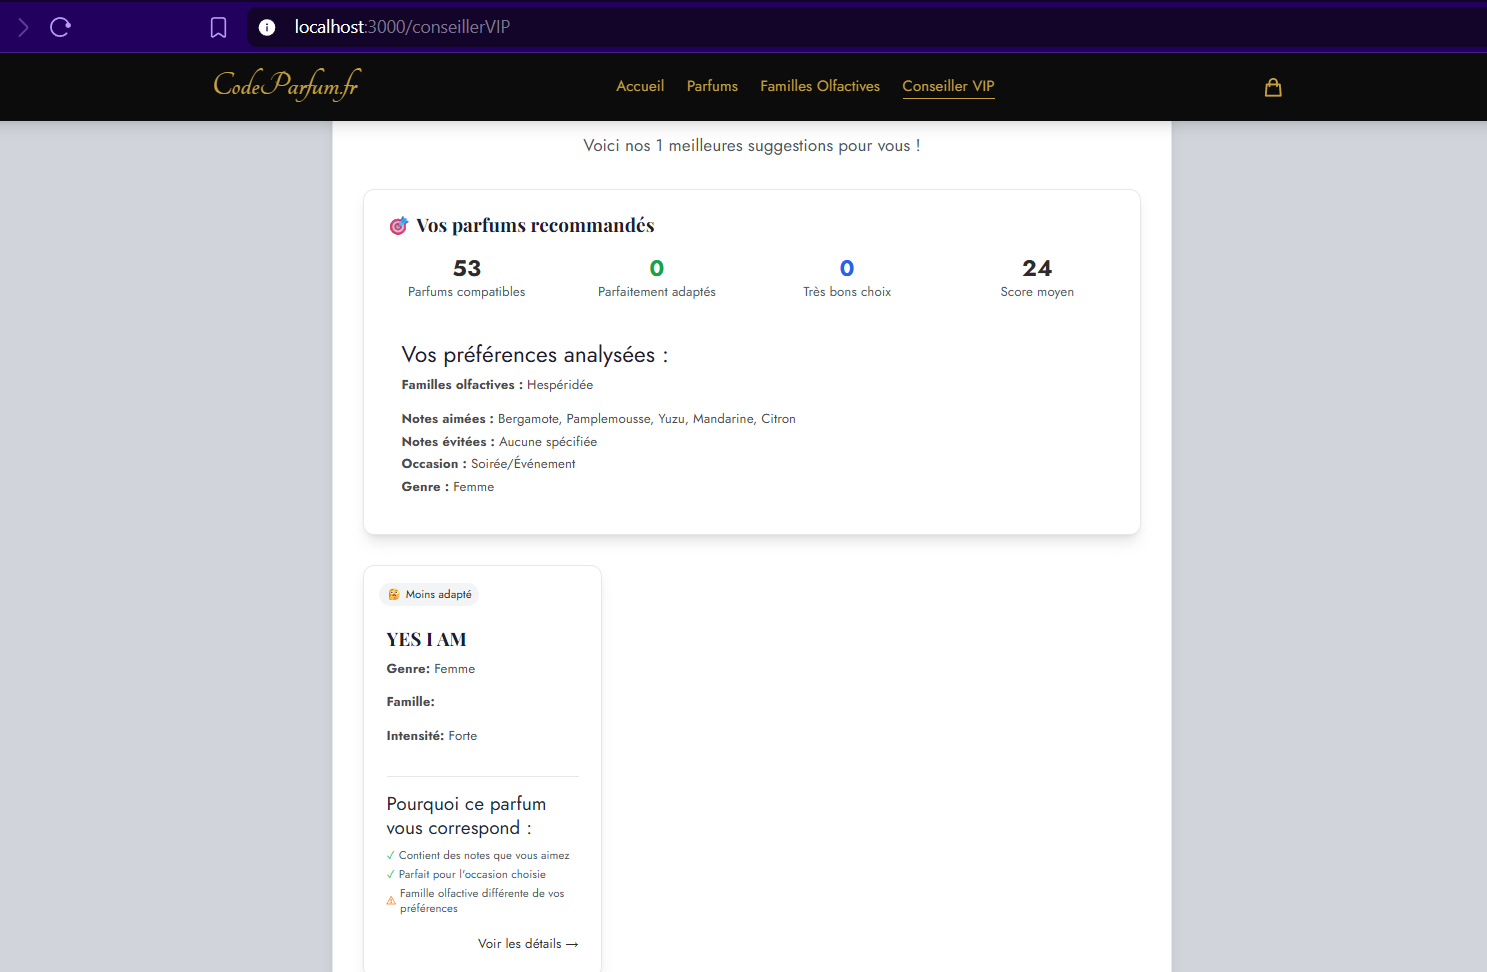 localhost:3000/conseillerVIP
CodeParfum.fr
Accueil Parfums Familles Olfactives Conseiller VIP
Voici nos 1 meilleures suggestions pour vous !
Vos parfums recommandés
53 0 0 24
Parfums compatibles Parfaitement adaptés Très bons choix Score moyen
Vos préférences analysées :
Familles olfactives : Hespéridée
Notes aimées : Bergamote, Pamplemousse, Yuzu, Mandarine, Citron
Notes évitées : Aucune spécifiée
Occasion : Soirée/Événement
Genre : Femme
Moins adapté
YES I AM
Genre: Femme
Famille:
Intensité: Forte
Pourquoi ce parfum
vous correspond :
✓ Contient des notes que vous aimez
✓ Parfait pour l'occasion choisie
⚠ Famille olfactive différente de vos
préférences
Voir les détails →